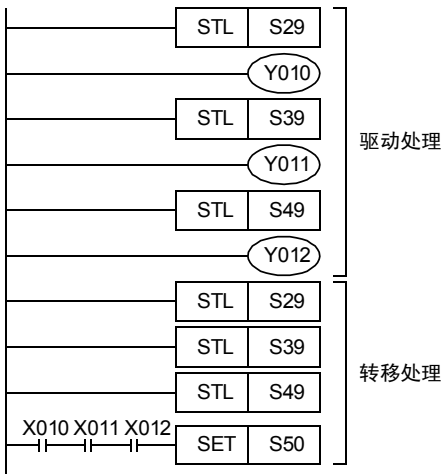 STL S29
Y010
STL S39
Y011
驱动处理
STL S49
Y012
STL S29
STL S39
转移处理
STL S49
X010 X011 X012
SET S50